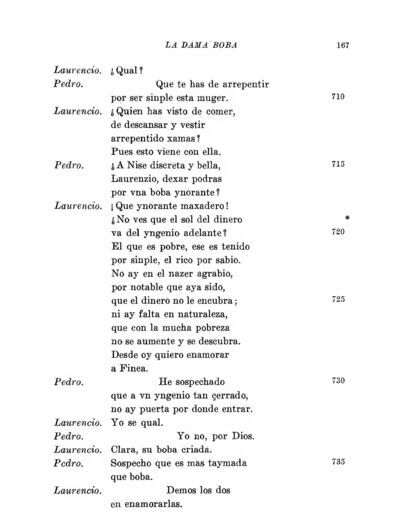 LA DAMA BOBA 167
Laurencio. ¿Qual?
Pedro. Que te has de arrepentir
por ser sinple esta muger. 710
Laurencio. ¿Quien has visto de comer,
de descansar y vestir
arrepentido xamas?
Pues esto viene con ella.
Pedro. ¿A Nise discreta y bella, 715
Laurenzio, dexar podras
por vna boba ynorante?
Laurencio. ¡Que ynorante maxadero!
¿No ves que el sol del dinero *
va del yngenio adelante? 720
El que es pobre, ese es tenido
por sinple, el rico por sabio.
No ay en el nazer agrabio,
por notable que aya sido,
que el dinero no le encubra; 725
ni ay falta en naturaleza,
que con la mucha pobreza
no se aumente y se descubra.
Desde oy quiero enamorar
a Finea.
Pedro. He sospechado 730
que a vn yngenio tan çerrado,
no ay puerta por donde entrar.
Laurencio. Yo se qual.
Pedro. Yo no, por Dios.
Laurencio. Clara, su boba criada.
Pedro. Sospecho que es mas taymada 735
que boba.
Laurencio. Demos los dos
en enamorarlas.